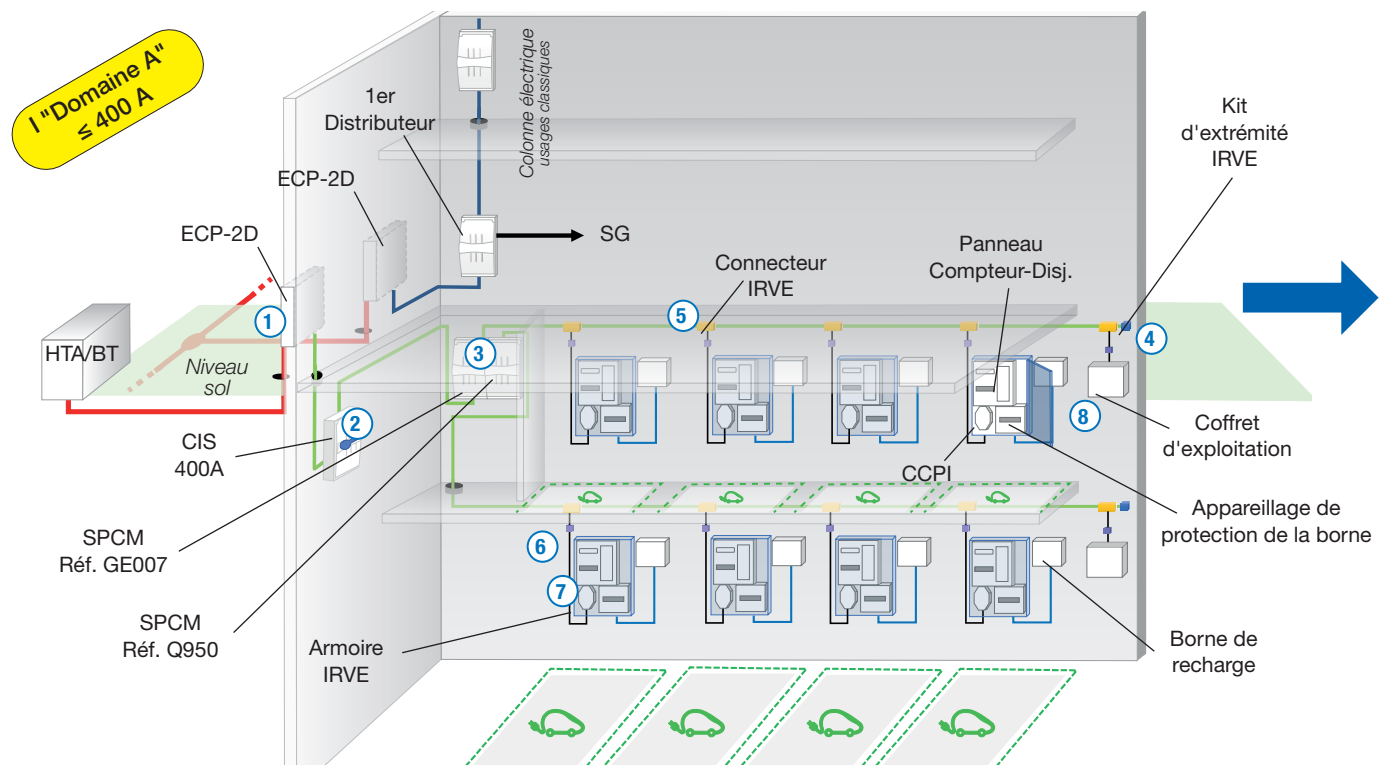 I "Domaine A"
≤ 400 A
1er
Distributeur
Colonne électrique
usages classiques
Kit
d'extrémité
IRVE
ECP-2D
ECP-2D
SG
Panneau
Compteur-Disj.
Connecteur
IRVE
1
5
HTA/BT
Niveau
sol
3
4
2
8
CIS
400A
Coffret
d'exploitation
CCPI
SPCM
Réf. GE007
Appareillage de
protection de la borne
6
7
SPCM
Réf. Q950
Armoire
IRVE
Borne de
recharge